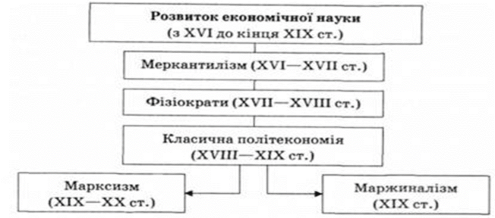 Розвиток економічної науки
(з XVI до кінця XIX ст.)
Меркантилізм (XVI—XVII ст.)
Фізіократи (XVII—XVIII ст.)
Класична політекономія
(XVIII—XIX ст.)
Марксизм
(XIX—XX ст.)
Маржиналізм
(XIX ст.)